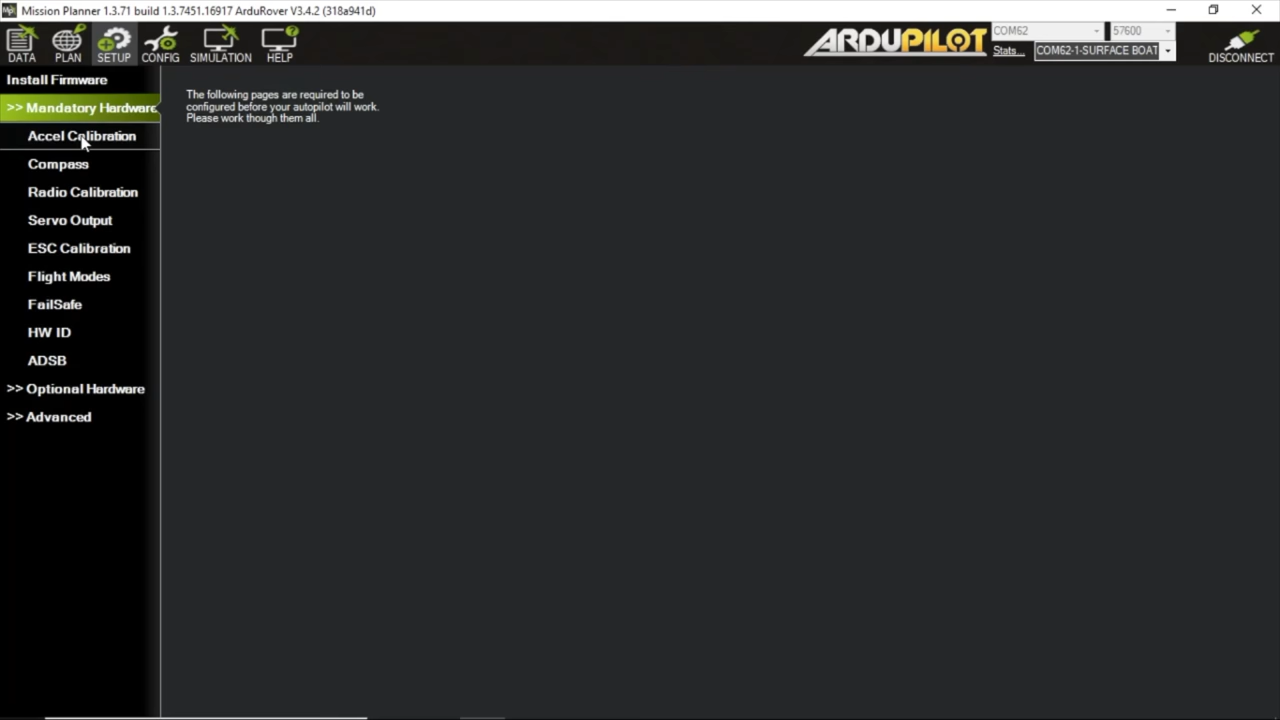 Mission Planner 1.3.71 build 1.3.7451.16917 ArduRover V3.4.2 (318a941d)
DATA PLAN SETUP CONFIG SIMULATION HELP
ARDUPILOT
COM62 57600
Stats... COM62-1-SURFACE BOAT
DISCONNECT
Install Firmware
>> Mandatory Hardware
Accel Calibration
Compass
Radio Calibration
Servo Output
ESC Calibration
Flight Modes
FailSafe
HW ID
ADSB
>> Optional Hardware
>> Advanced
The following pages are required to be
configured before your autopilot will work.
Please work though them all.